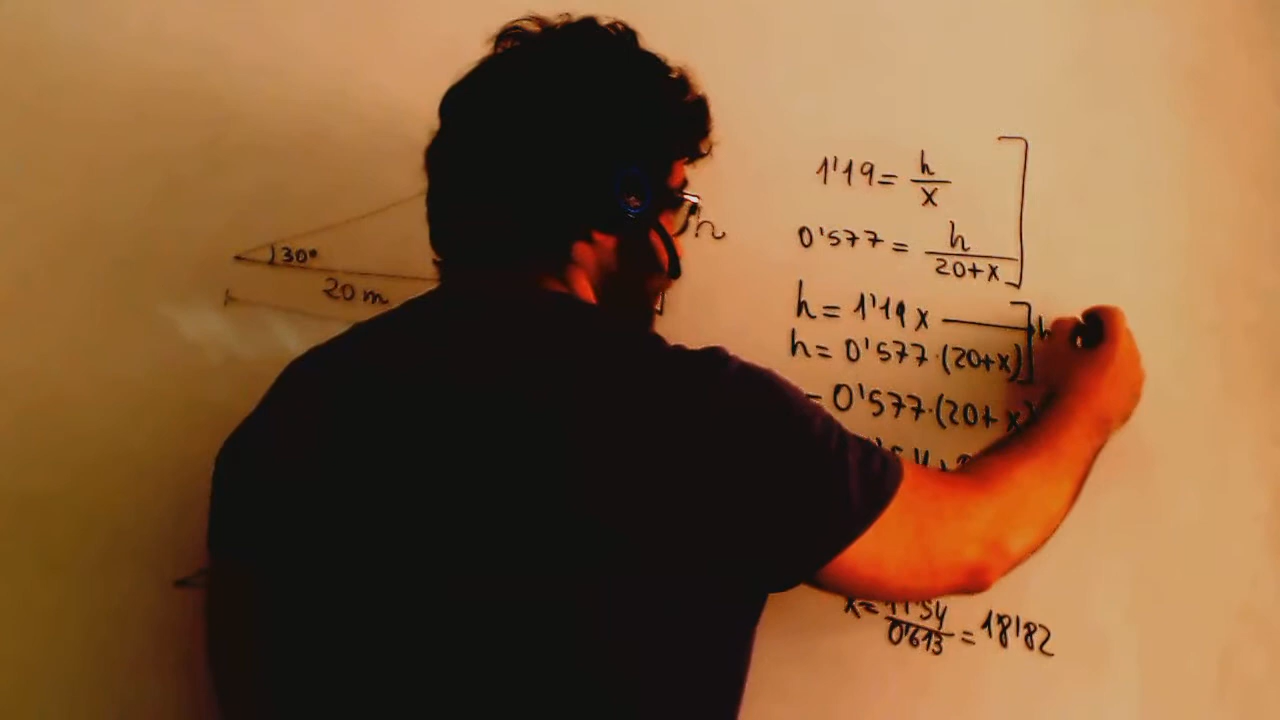 30°
20 m
h
1'19 = h/x
0'577 = h/(20+x)
h = 1'19 x
h = 0'577·(20+x)
= 0'577·(20+x)
x = 11'54/0'613 = 18'82